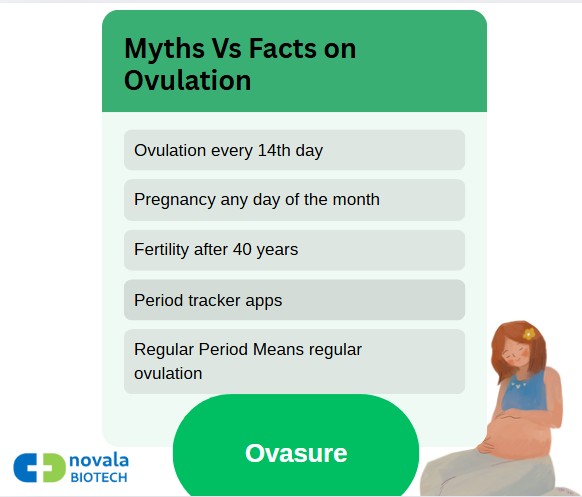 Myths Vs Facts on
Ovulation
Ovulation every 14th day
Pregnancy any day of the month
Fertility after 40 years
Period tracker apps
Regular Period Means regular
ovulation
Ovasure
novala
BIOTECH